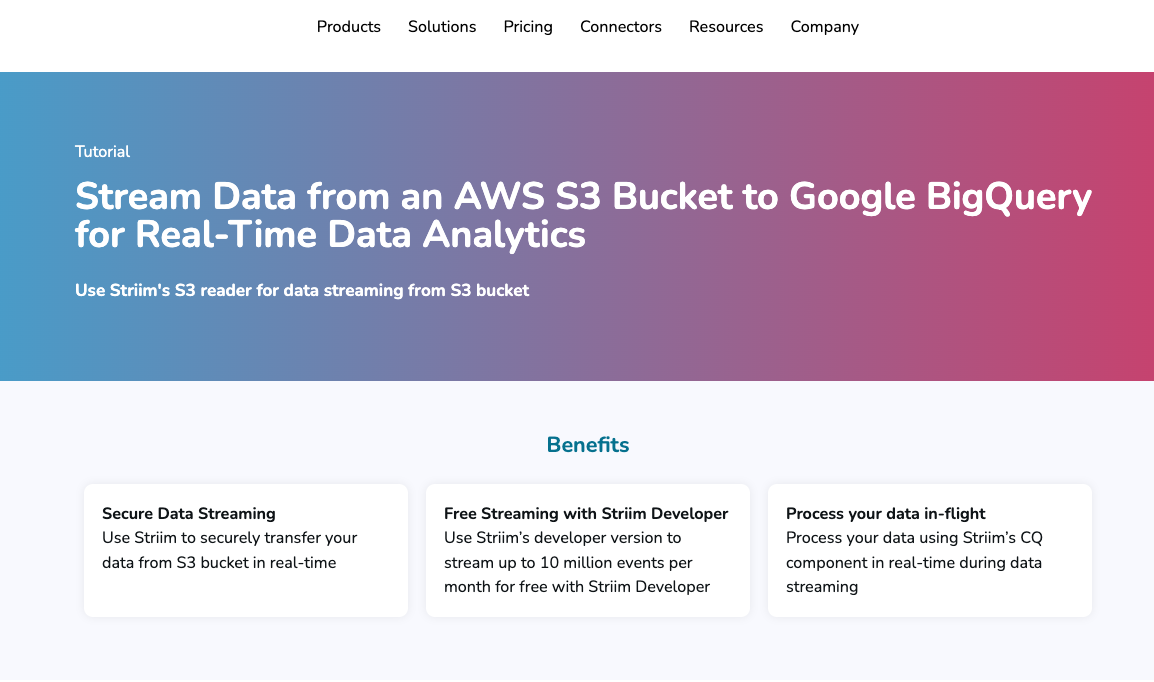 Products Solutions Pricing Connectors Resources Company
Tutorial
Stream Data from an AWS S3 Bucket to Google BigQuery
for Real-Time Data Analytics
Use Striim's S3 reader for data streaming from S3 bucket
Benefits
Secure Data Streaming
Use Striim to securely transfer your
data from S3 bucket in real-time
Free Streaming with Striim Developer
Use Striim’s developer version to
stream up to 10 million events per
month for free with Striim Developer
Process your data in-flight
Process your data using Striim’s CQ
component in real-time during data
streaming